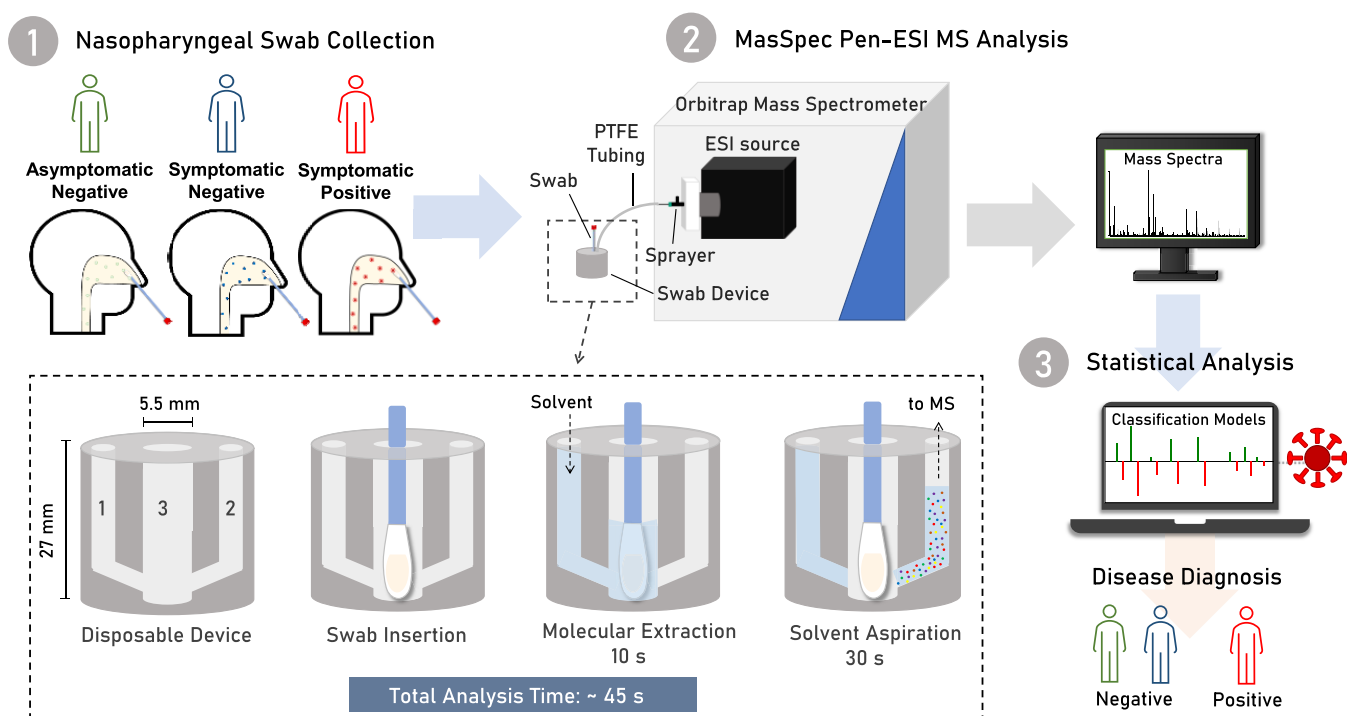 1 Nasopharyngeal Swab Collection
Asymptomatic
Negative
Symptomatic
Negative
Symptomatic
Positive
2 MasSpec Pen-ESI MS Analysis
Orbitrap Mass Spectrometer
PTFE
Tubing
ESI source
Swab
Sprayer
Swab Device
Mass Spectra
3 Statistical Analysis
Classification Models
Disease Diagnosis
Negative
Positive
5.5 mm
27 mm
1
3
2
Disposable Device
Swab Insertion
Solvent
Molecular Extraction
10 s
to MS
Solvent Aspiration
30 s
Total Analysis Time: ~ 45 s